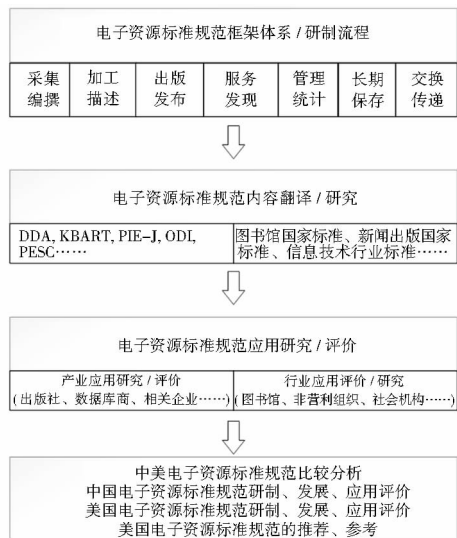 电子资源标准规范框架体系/研制流程
采集 加工 出版 服务 管理 长期 交换
编撰 描述 发布 发现 统计 保存 传递
电子资源标准规范内容翻译/研究
DDA, KBART, PIE-J, ODI,
PESC……
图书馆国家标准、新闻出版国家
标准、信息技术行业标准……
电子资源标准规范应用研究/评价
产业应用研究/评价
(出版社、数据库商、相关企业……)
行业应用评价/研究
(图书馆、非营利组织、社会机构……)
中美电子资源标准规范比较分析
中国电子资源标准规范研制、发展、应用评价
美国电子资源标准规范研制、发展、应用评价
美国电子资源标准规范的推荐、参考